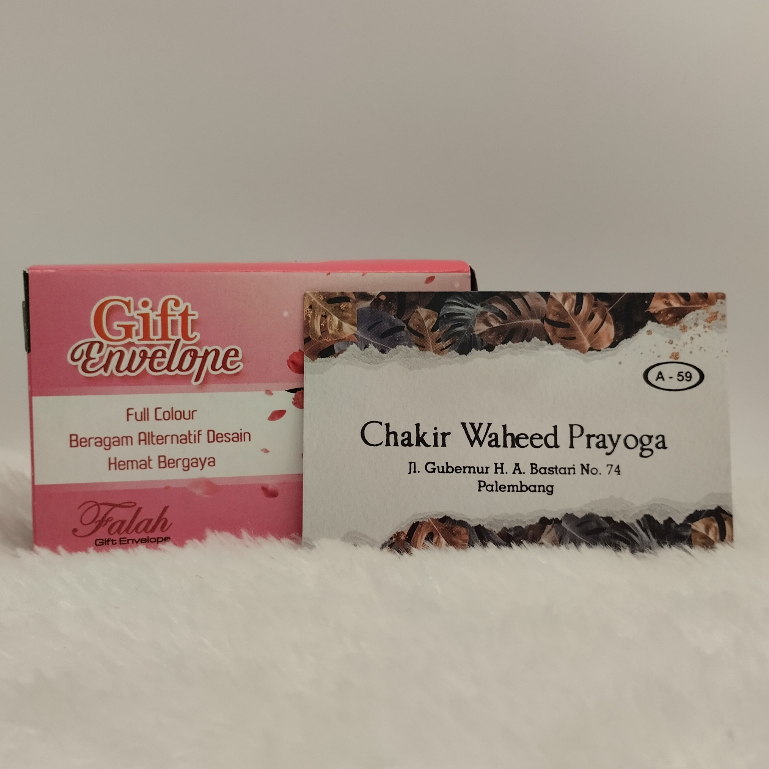 Gift
Envelope
Full Colour
Beragam Alternatif Desain
Hemat Bergaya
Falah
Gift Envelope
A - 59
Chakir Waheed Prayoga
Jl. Gubernur H. A. Bastari No. 74
Palembang